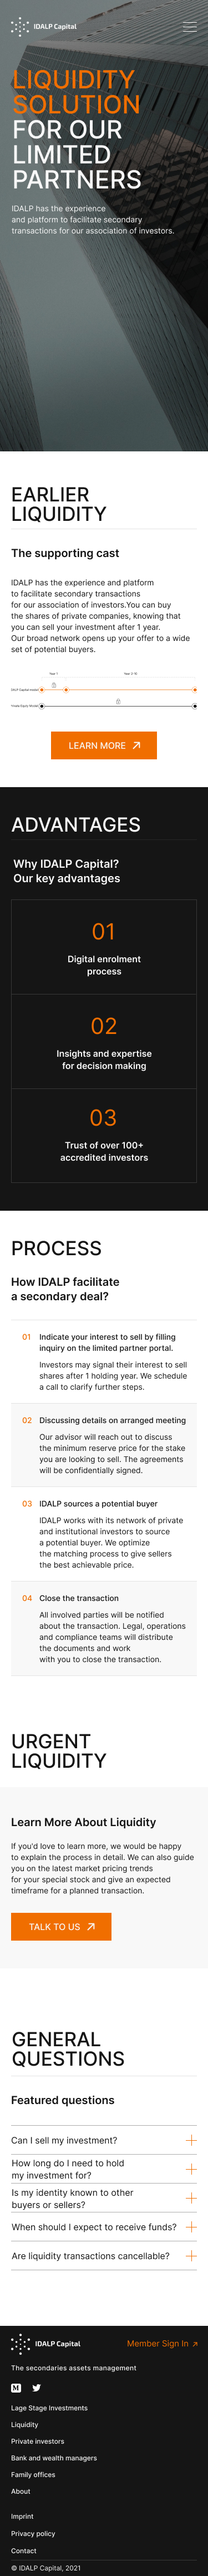 IDALP Capital
LIQUIDITY
SOLUTION
FOR OUR
LIMITED
PARTNERS
IDALP has the experience
and platform to facilitate secondary
transactions for our association of investors.
EARLIER
LIQUIDITY
The supporting cast
IDALP has the experience and platform
to facilitate secondary transactions
for our association of investors.You can buy
the shares of private companies, knowing that
you can sell your investment after 1 year.
Our broad network opens up your offer to a wide
set of potential buyers.
Year 1
Year 2-10
IDALP Capital model
Private Equity Model
LEARN MORE
ADVANTAGES
Why IDALP Capital?
Our key advantages
01
Digital enrolment
process
02
Insights and expertise
for decision making
03
Trust of over 100+
accredited investors
PROCESS
How IDALP facilitate
a secondary deal?
01 Indicate your interest to sell by filling
inquiry on the limited partner portal.
Investors may signal their interest to sell
shares after 1 holding year. We schedule
a call to clarify further steps.
02 Discussing details on arranged meeting
Our advisor will reach out to discuss
the minimum reserve price for the stake
you are looking to sell. The agreements
will be confidentially signed.
03 IDALP sources a potential buyer
IDALP works with its network of private
and institutional investors to source
a potential buyer. We optimize
the matching process to give sellers
the best achievable price.
04 Close the transaction
All involved parties will be notified
about the transaction. Legal, operations
and compliance teams will distribute
the documents and work
with you to close the transaction.
URGENT
LIQUIDITY
Learn More About Liquidity
If you'd love to learn more, we would be happy
to explain the process in detail. We can also guide
you on the latest market pricing trends
for your special stock and give an expected
timeframe for a planned transaction.
TALK TO US
GENERAL
QUESTIONS
Featured questions
Can I sell my investment?
How long do I need to hold
my investment for?
Is my identity known to other
buyers or sellers?
When should I expect to receive funds?
Are liquidity transactions cancellable?
IDALP Capital
Member Sign In
The secondaries assets management
Lage Stage Investments
Liquidity
Private investors
Bank and wealth managers
Family offices
About
Imprint
Privacy policy
Contact
© IDALP Capital, 2021